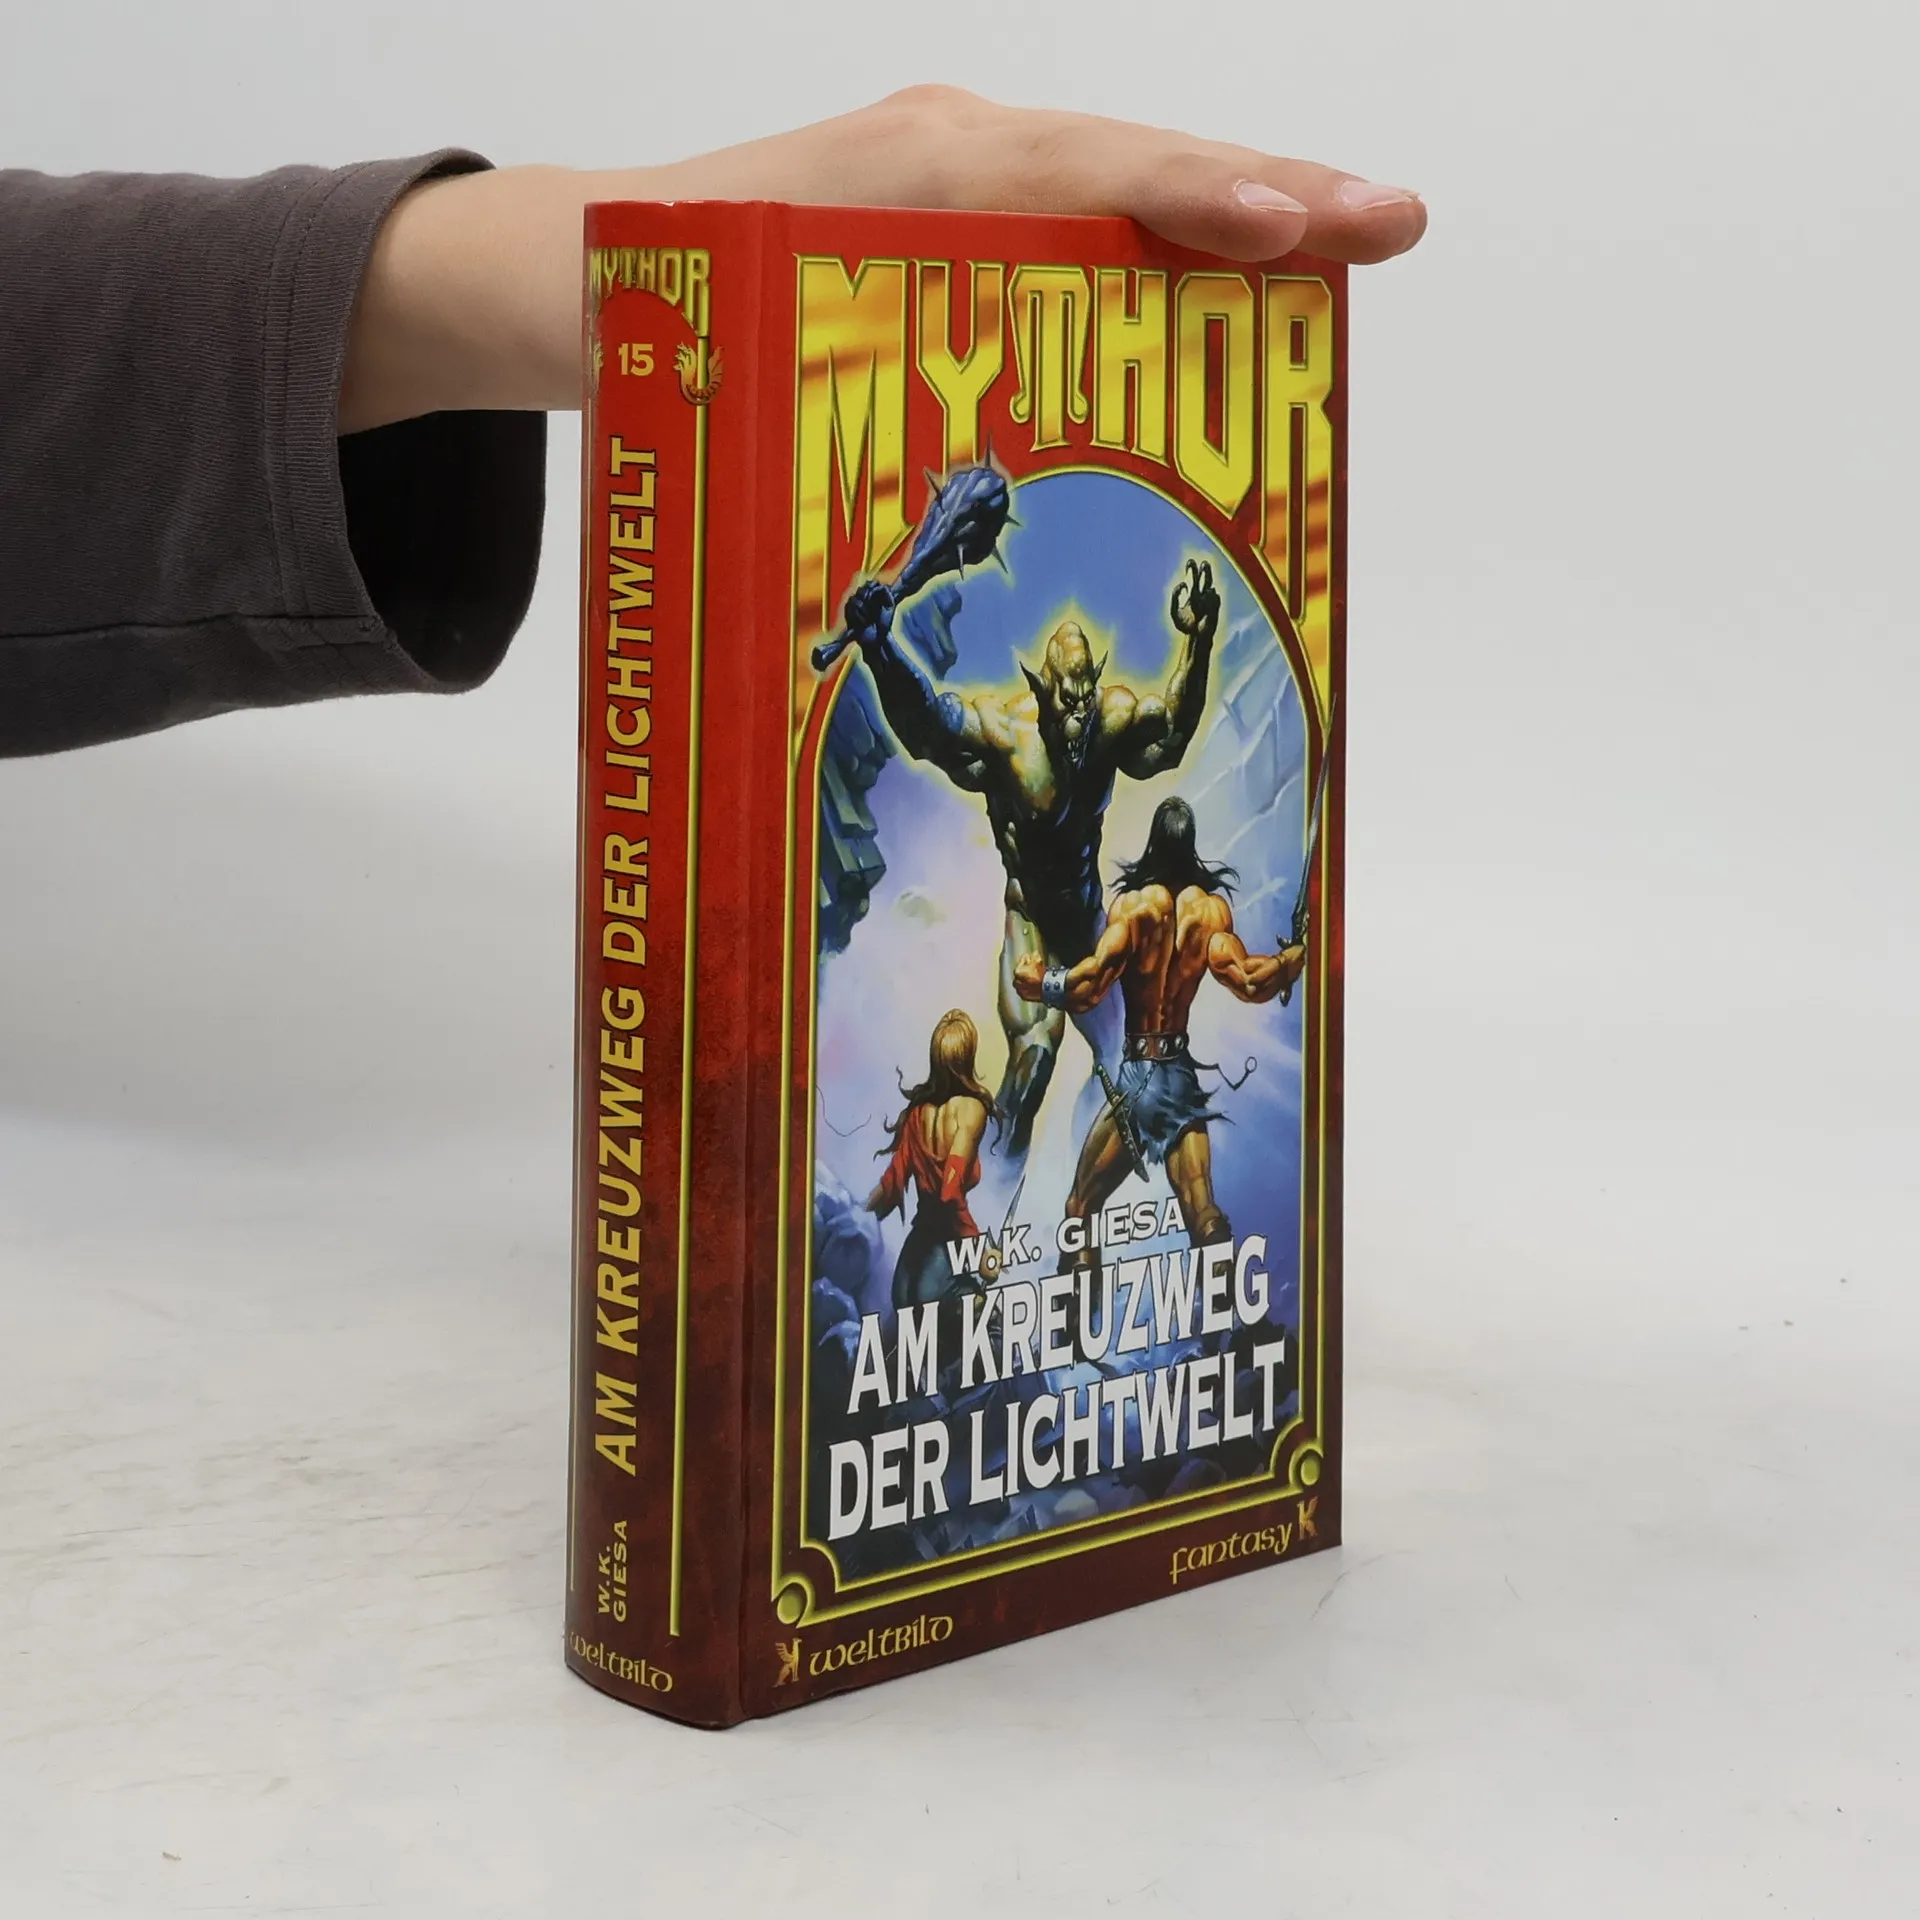 MYTHOR
15
AM KREUZWEG DER LICHTWELT
W.K.
GIESA
WELTBILD
MYTHOR
W.K. GIESA
AM KREUZWEG
DER LICHTWELT
fantasy
WELTBILD